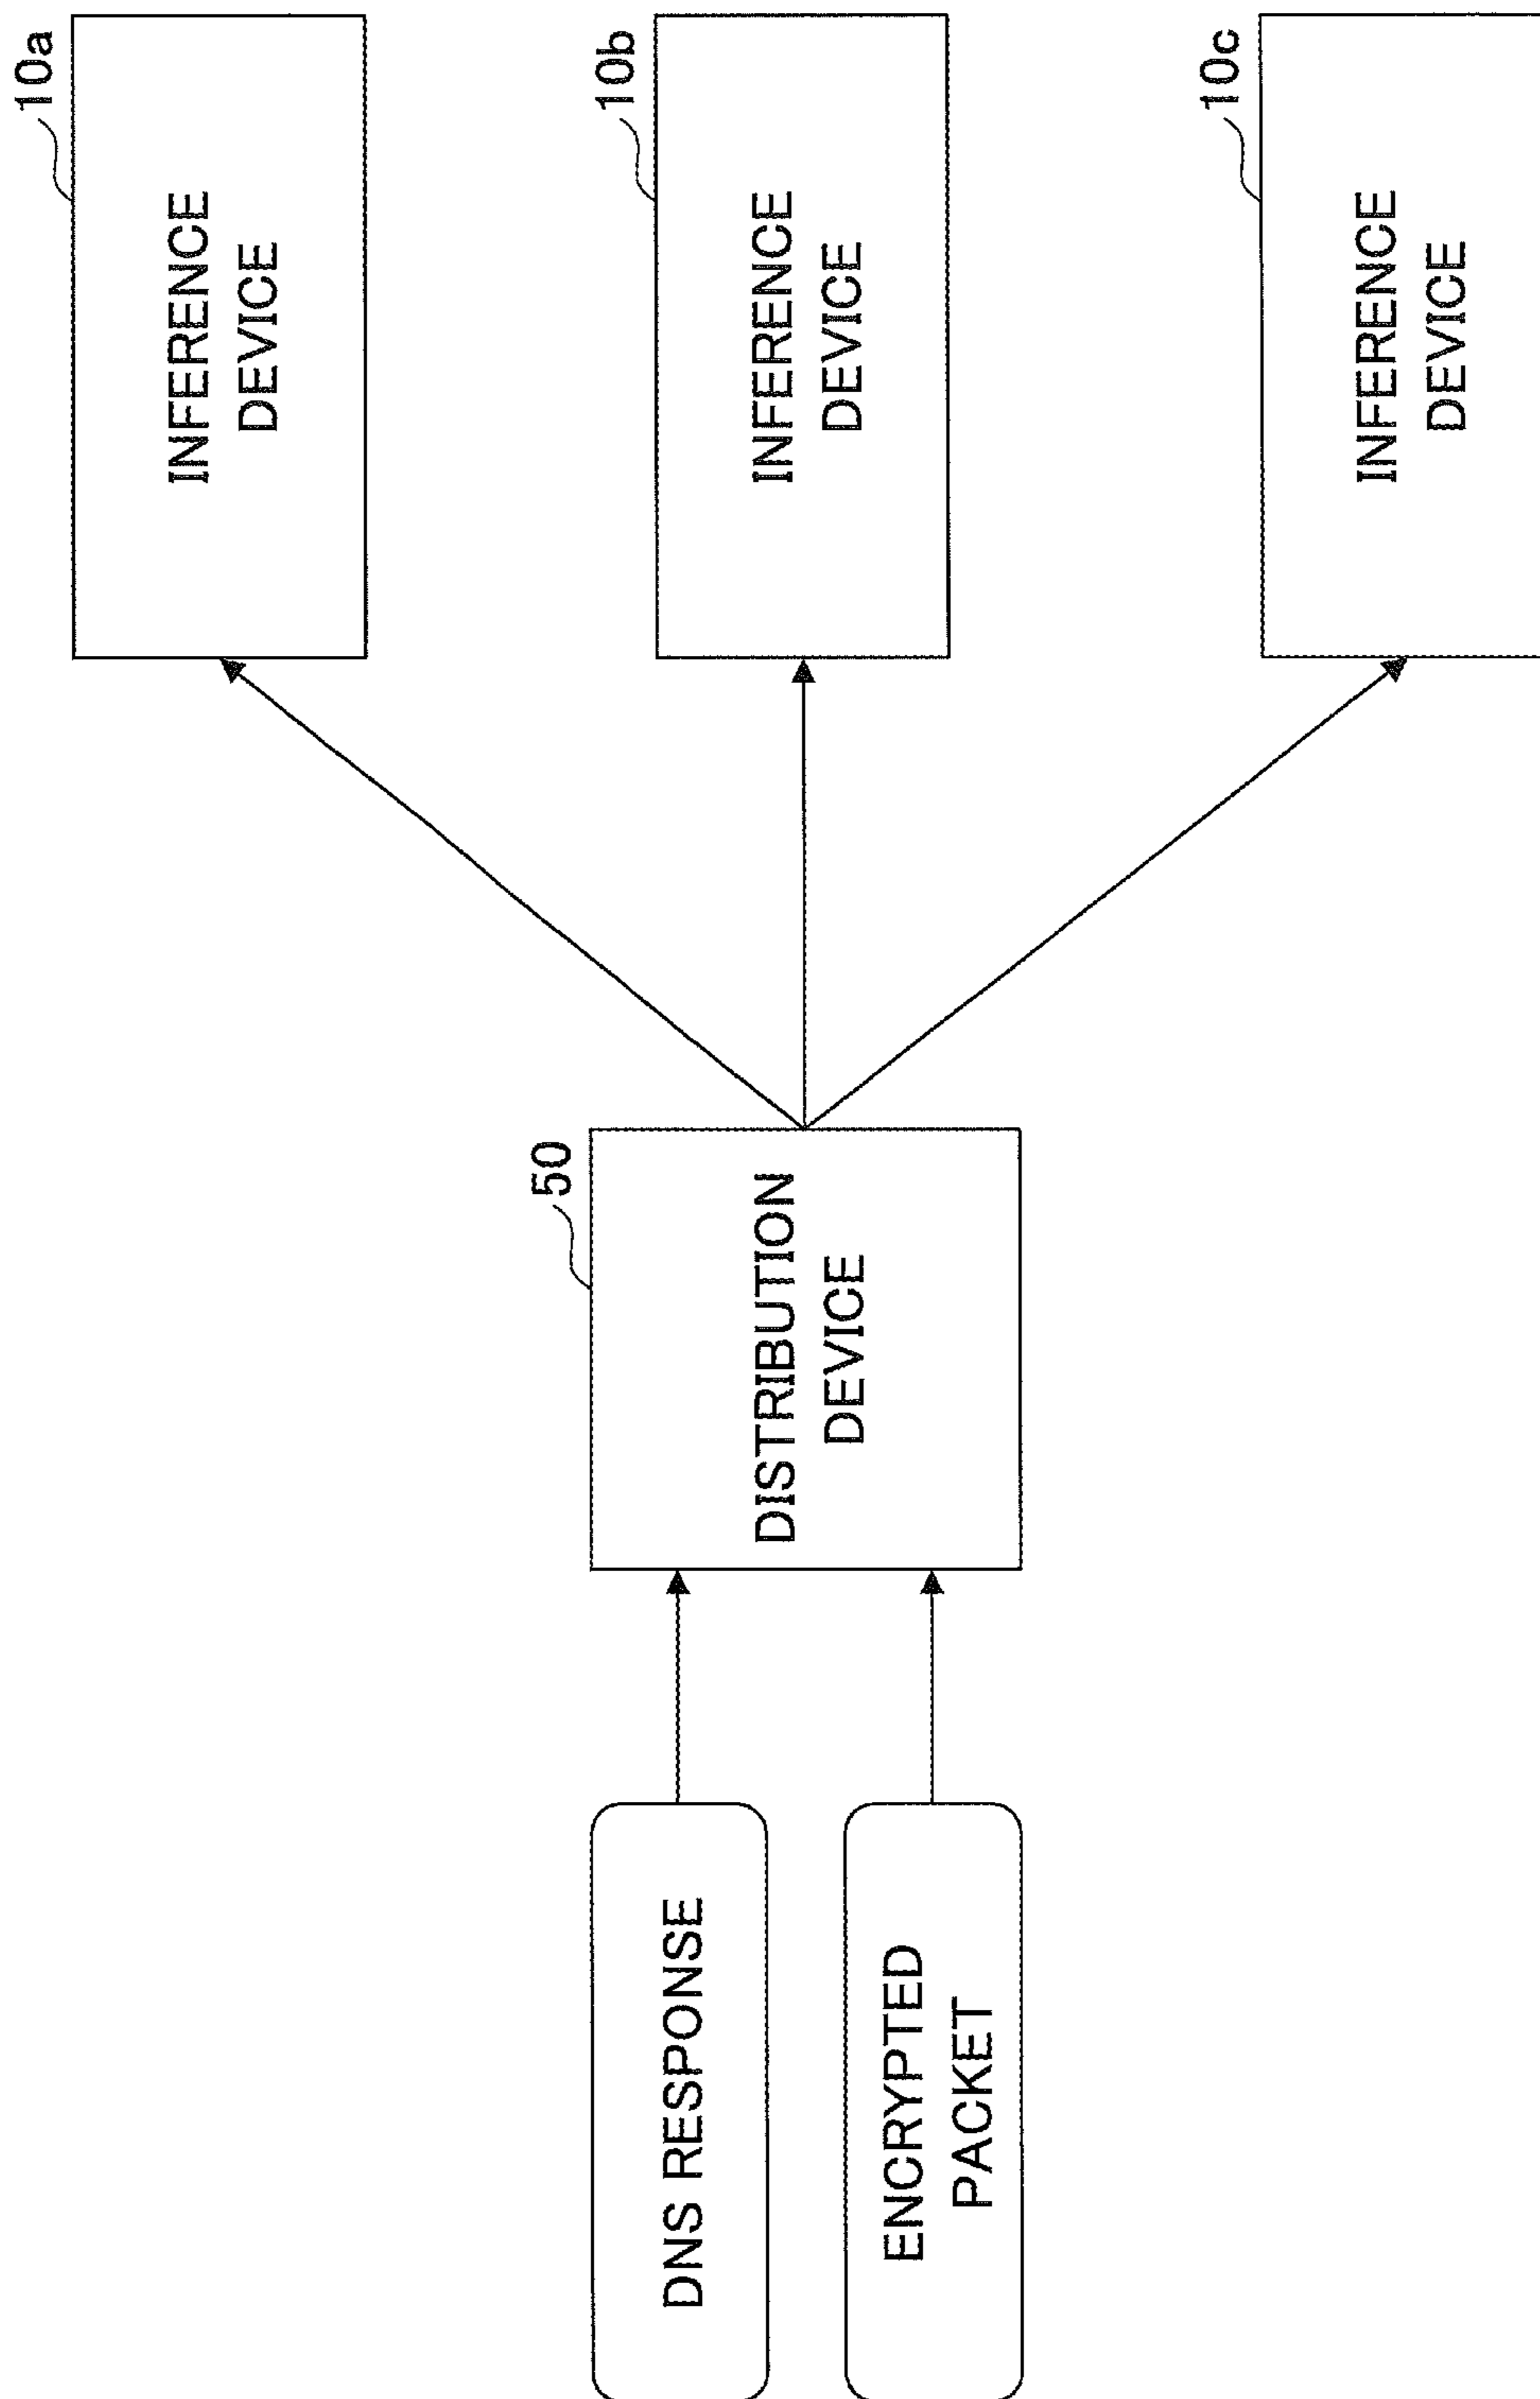 DNS RESPONSE
ENCRYPTED
PACKET
50
DISTRIBUTION
DEVICE
10a
INFERENCE
DEVICE
10b
INFERENCE
DEVICE
10c
INFERENCE
DEVICE